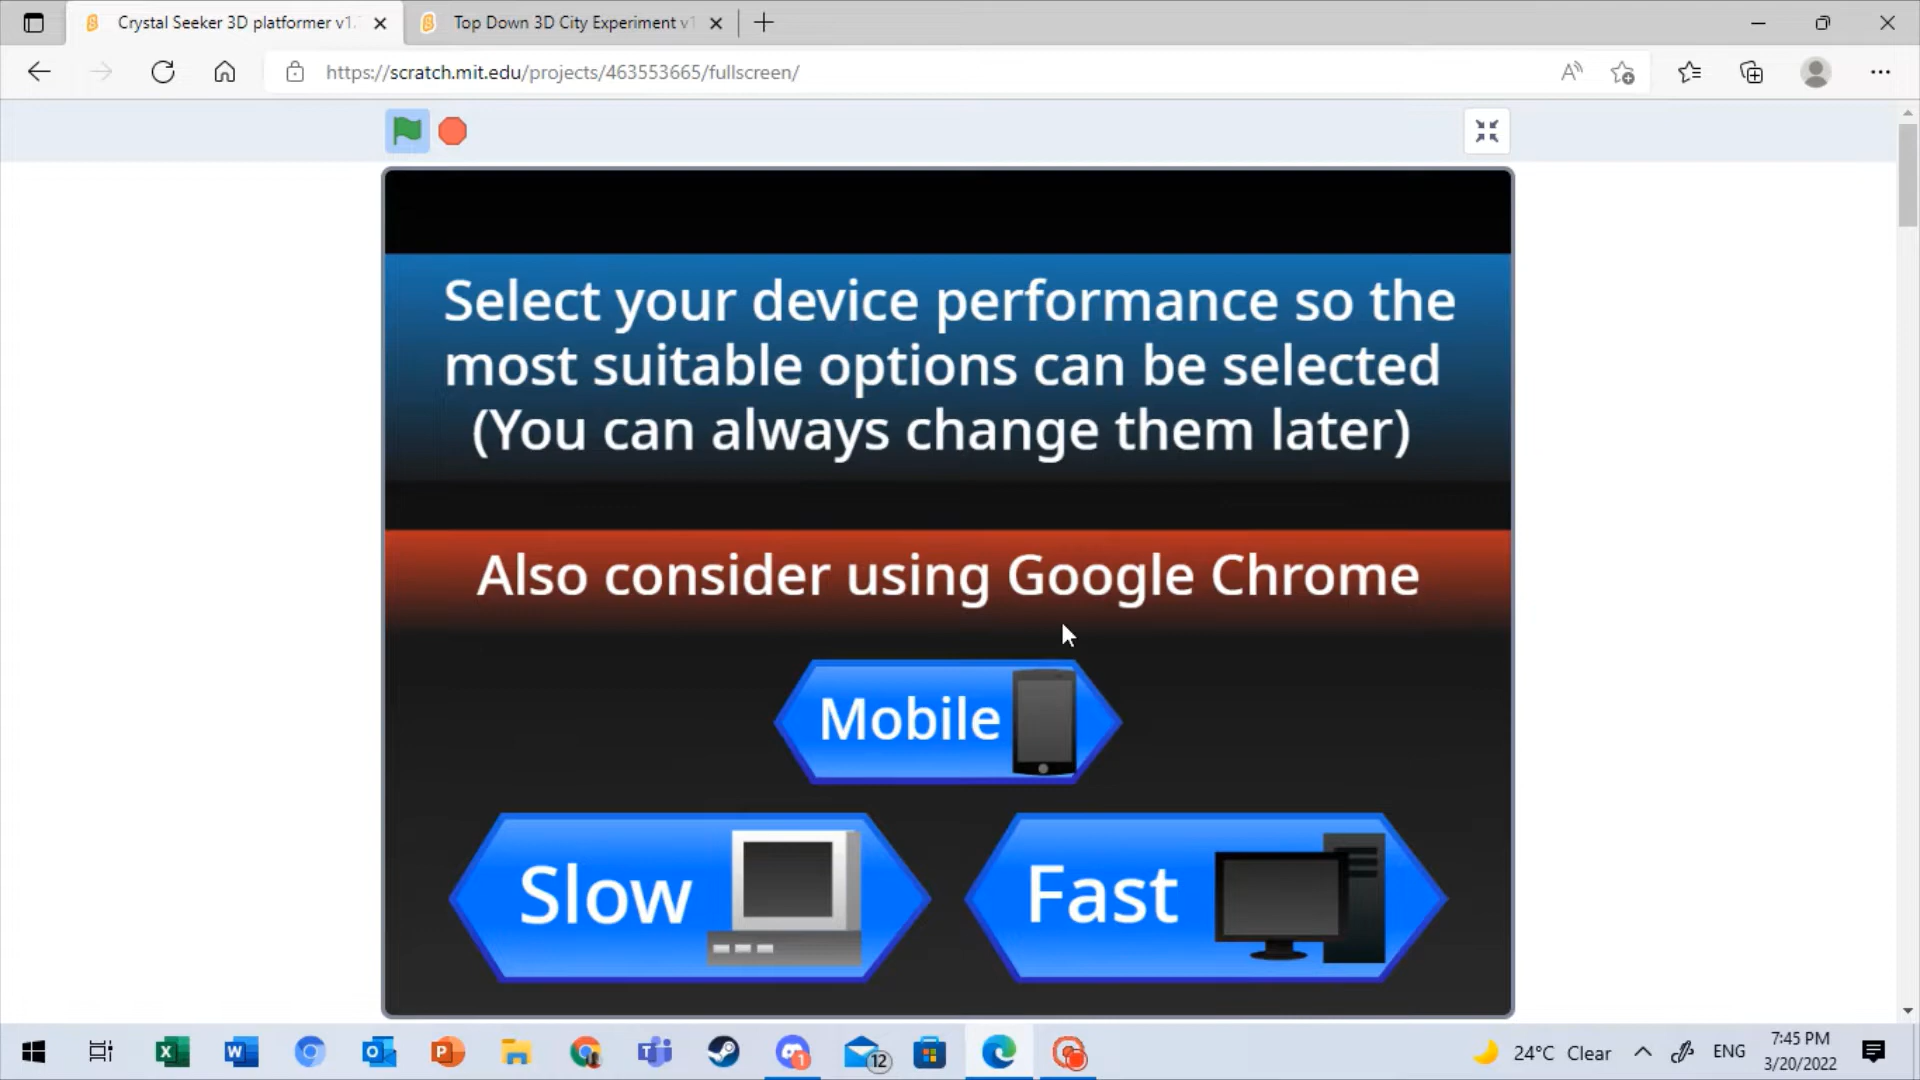 Crystal Seeker 3D platformer v1.
Top Down 3D City Experiment v1
https://scratch.mit.edu/projects/463553665/fullscreen/
Select your device performance so the
most suitable options can be selected
(You can always change them later)
Also consider using Google Chrome
Mobile
Slow
Fast
12
1
24°C Clear
ENG
7:45 PM
3/20/2022